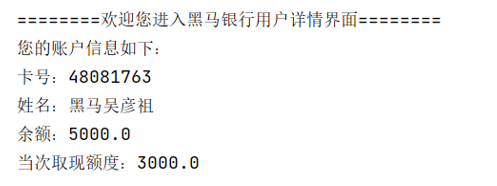 ========欢迎您进入黑马银行用户详情界面========
您的账户信息如下：
卡号：48081763
姓名：黑马吴彦祖
余额：5000.0
当次取现额度：3000.0